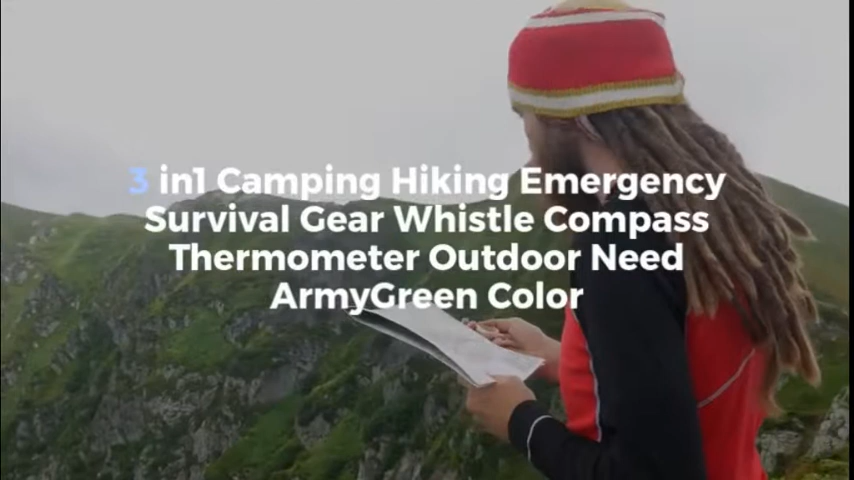 3 in1 Camping Hiking Emergency
Survival Gear Whistle Compass
Thermometer Outdoor Need
ArmyGreen Color